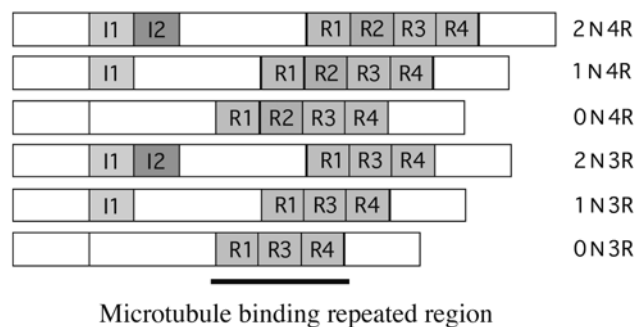 I1 I2 R1 R2 R3 R4 2N4R
I1 R1 R2 R3 R4 1N4R
R1 R2 R3 R4 0N4R
I1 I2 R1 R3 R4 2N3R
I1 R1 R3 R4 1N3R
R1 R3 R4 0N3R
Microtubule binding repeated region